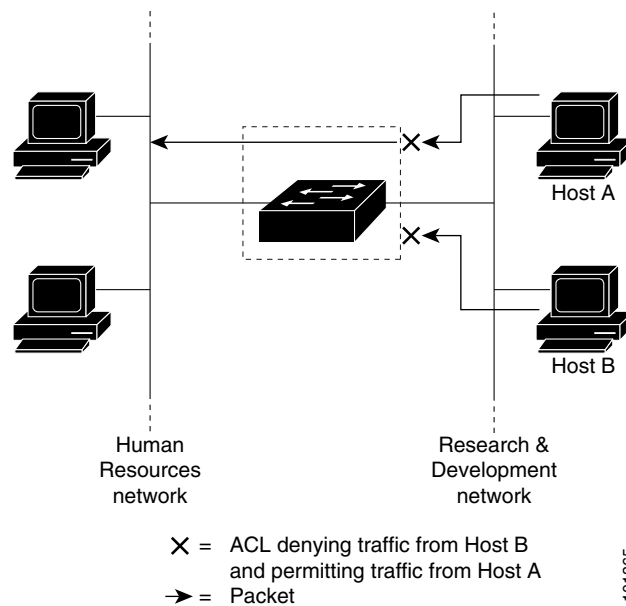 Host A
Host B
Human
Resources
network
Research &
Development
network
X = ACL denying traffic from Host B
and permitting traffic from Host A
= Packet